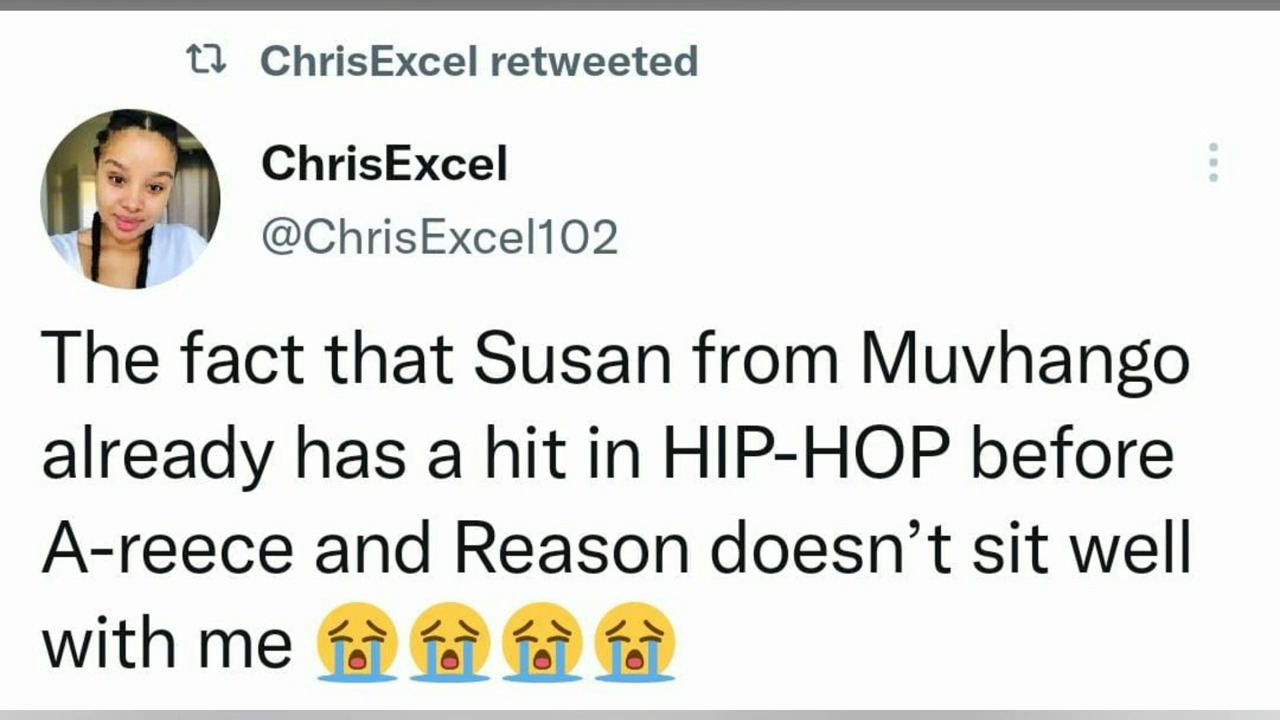 ChrisExcel retweeted
ChrisExcel
@ChrisExcel102
The fact that Susan from Muvhango
already has a hit in HIP-HOP before
A-reece and Reason doesn’t sit well
with me 😭😭😭😭